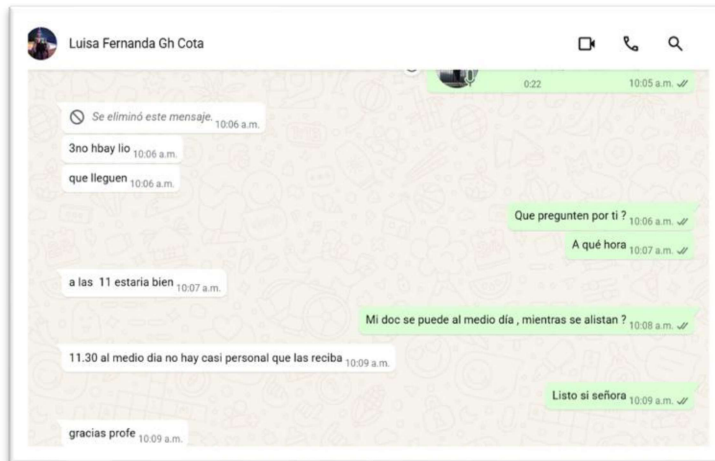 Luisa Fernanda Gh Cota
0:22 10:05 a.m.
Se eliminó este mensaje. 10:06 a.m.
3no hbay lio 10:06 a.m.
que lleguen 10:06 a.m.
Que pregunten por ti ? 10:06 a.m.
A qué hora 10:07 a.m.
a las 11 estaria bien 10:07 a.m.
Mi doc se puede al medio día , mientras se alistan ? 10:08 a.m.
11.30 al medio dia no hay casi personal que las reciba 10:09 a.m.
Listo si señora 10:09 a.m.
gracias profe 10:09 a.m.